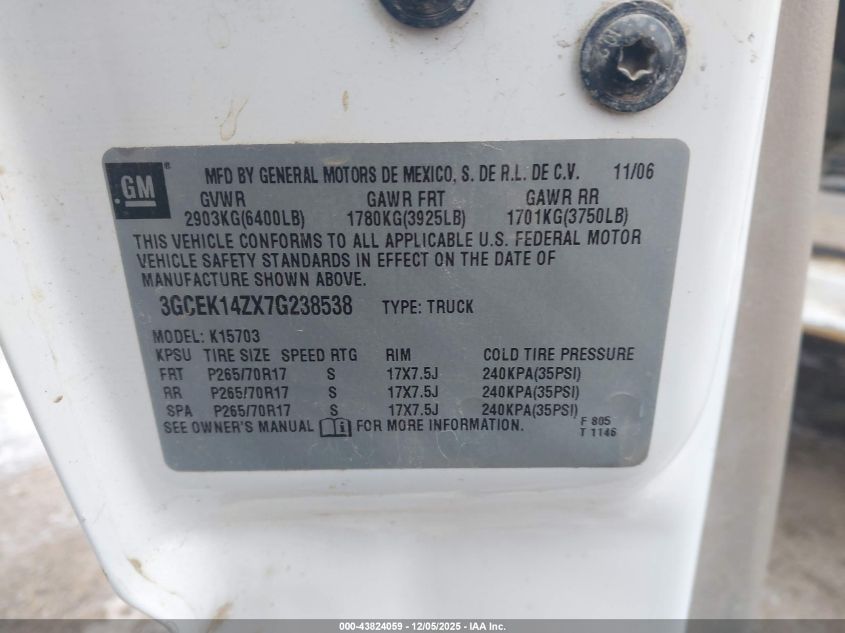 GM ® MFD BY GENERAL MOTORS DE MEXICO, S. DE R.L. DE C.V. 11/06
GVWR GAWR FRT GAWR RR
2903KG(6400LB) 1780KG(3925LB) 1701KG(3750LB)
THIS VEHICLE CONFORMS TO ALL APPLICABLE U.S. FEDERAL MOTOR
VEHICLE SAFETY STANDARDS IN EFFECT ON THE DATE OF
MANUFACTURE SHOWN ABOVE.
3GCEK14ZX7G238538 TYPE: TRUCK
MODEL: K15703
KPSU TIRE SIZE SPEED RTG RIM COLD TIRE PRESSURE
FRT P265/70R17 S 17X7.5J 240KPA(35PSI)
RR P265/70R17 S 17X7.5J 240KPA(35PSI)
SPA P265/70R17 S 17X7.5J 240KPA(35PSI)
SEE OWNER'S MANUAL i FOR MORE INFORMATION.
F 805
T 1146
000-43824059 - 12/05/2025 - IAA Inc.